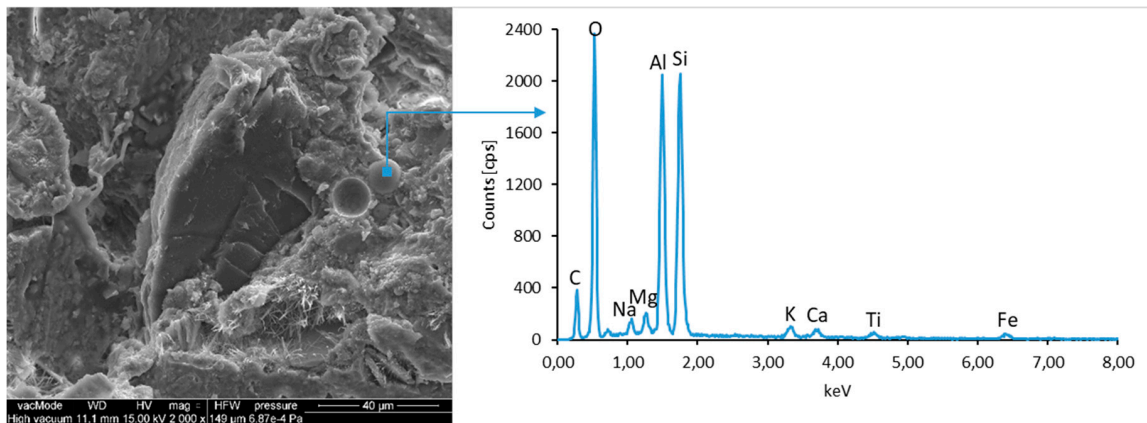 vacMode WD HV mag HFW pressure 40 µm
High vacuum 11.1 mm 15.00 kV 2 000 x 149 µm 6.87e-4 Pa
Counts [cps]
2400
2000
1600
1200
800
400
0
O
Al Si
C
Na Mg
K Ca Ti Fe
0,00 1,00 2,00 3,00 4,00 5,00 6,00 7,00 8,00
keV